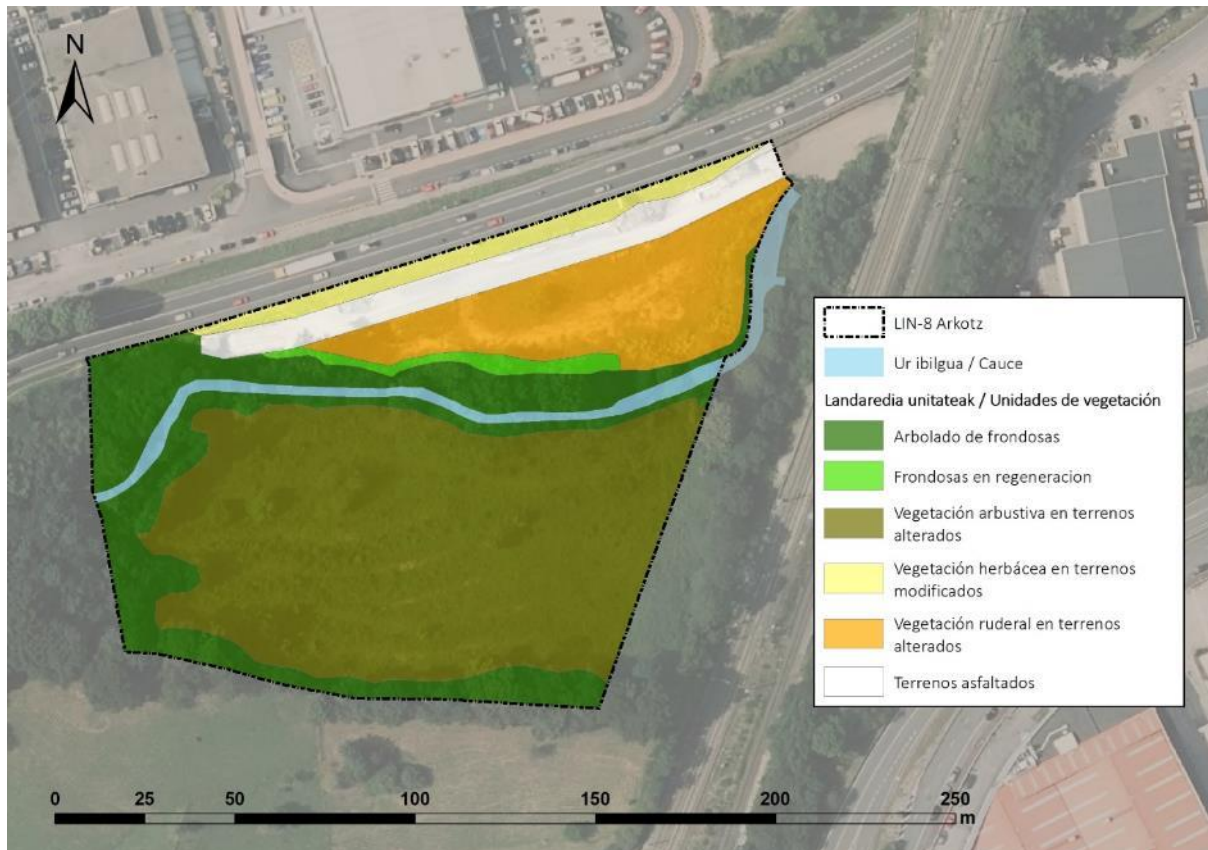 N
LIN-8 Arkotz
Ur ibilgua / Cauce
Landaredia unitateak / Unidades de vegetación
Arbolado de frondosas
Frondosas en regeneracion
Vegetación arbustiva en terrenos
alterados
Vegetación herbácea en terrenos
modificados
Vegetación ruderal en terrenos
alterados
Terrenos asfaltados
0 25 50 100 150 200 250
m